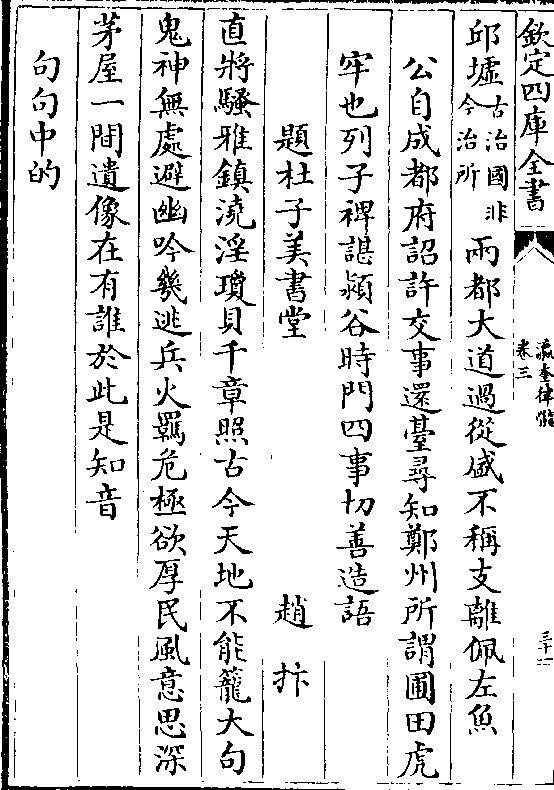 欽定四庫全書
瀛奎律髓
卷三
三十一
邱墟古治國非今治所兩都大道過從盛不稱支離佩左魚
公自成都府詔許交事還臺尋知鄭州所謂圃田虎
牢也列子禆諶潁谷時門四事切善造語
題杜子美書堂 趙抃
直將騷雅鎮澆淫瓊貝千章照古今天地不能籠大句
鬼神無處避幽吟幾逃兵火羈危極欲厚民風意思深
茅屋一間遺像在有誰於此是知音
句句中的